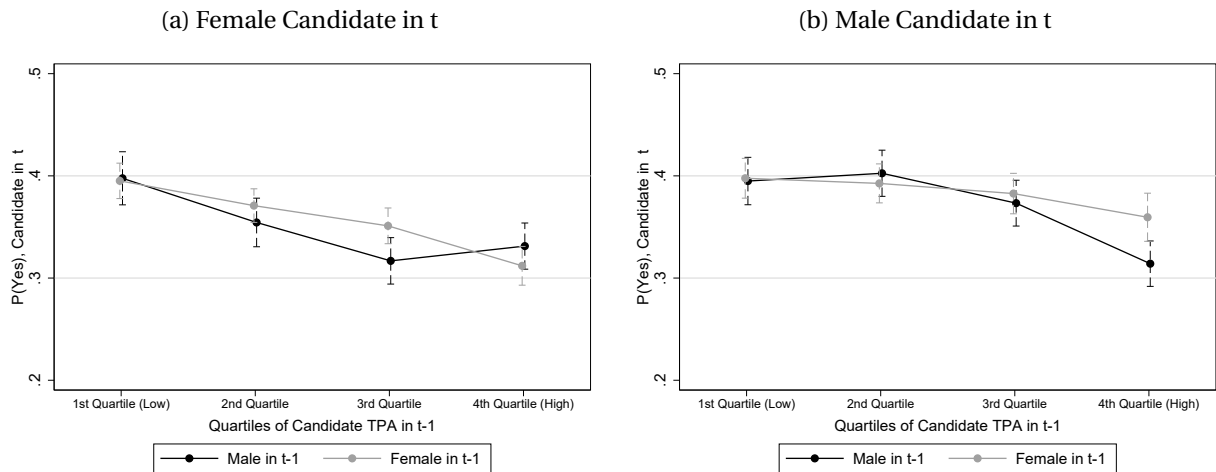 (a) Female Candidate in t
P(Yes), Candidate in t
.5
.4
.3
.2
1st Quartile (Low) 2nd Quartile 3rd Quartile 4th Quartile (High)
Quartiles of Candidate TPA in t-1
Male in t-1 Female in t-1
(b) Male Candidate in t
P(Yes), Candidate in t
.5
.4
.3
.2
1st Quartile (Low) 2nd Quartile 3rd Quartile 4th Quartile (High)
Quartiles of Candidate TPA in t-1
Male in t-1 Female in t-1